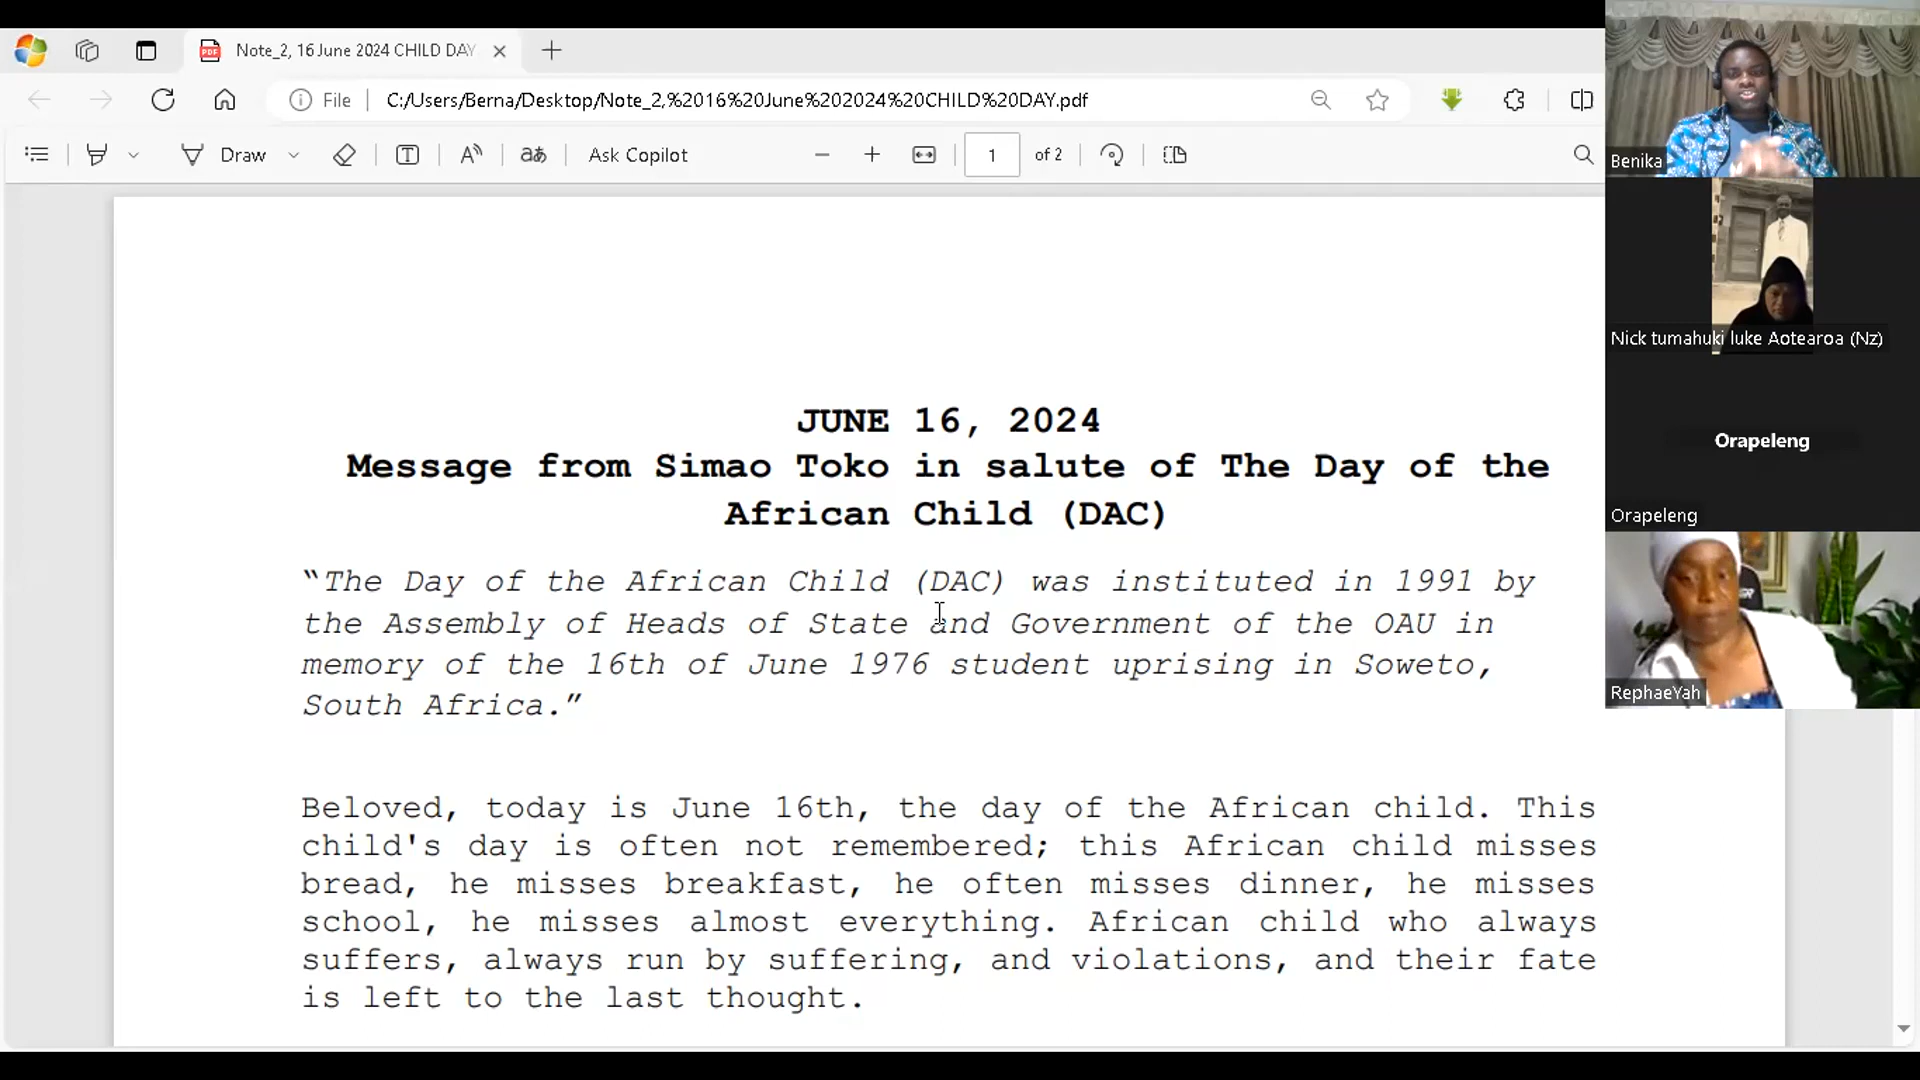 Note_2, 16 June 2024 CHILD DAY
File
C:/Users/Berna/Desktop/Note_2,%2016%20June%202024%20CHILD%20DAY.pdf
Draw
Ask Copilot
1
of 2
JUNE 16, 2024
Message from Simao Toko in salute of The Day of the
African Child (DAC)
“The Day of the African Child (DAC) was instituted in 1991 by
the Assembly of Heads of State and Government of the OAU in
memory of the 16th of June 1976 student uprising in Soweto,
South Africa.”
Beloved, today is June 16th, the day of the African child. This
child's day is often not remembered; this African child misses
bread, he misses breakfast, he often misses dinner, he misses
school, he misses almost everything. African child who always
suffers, always run by suffering, and violations, and their fate
is left to the last thought.
Benika
Nick tumahuki luke Aotearoa (Nz)
Orapeleng
Orapeleng
RephaeYah